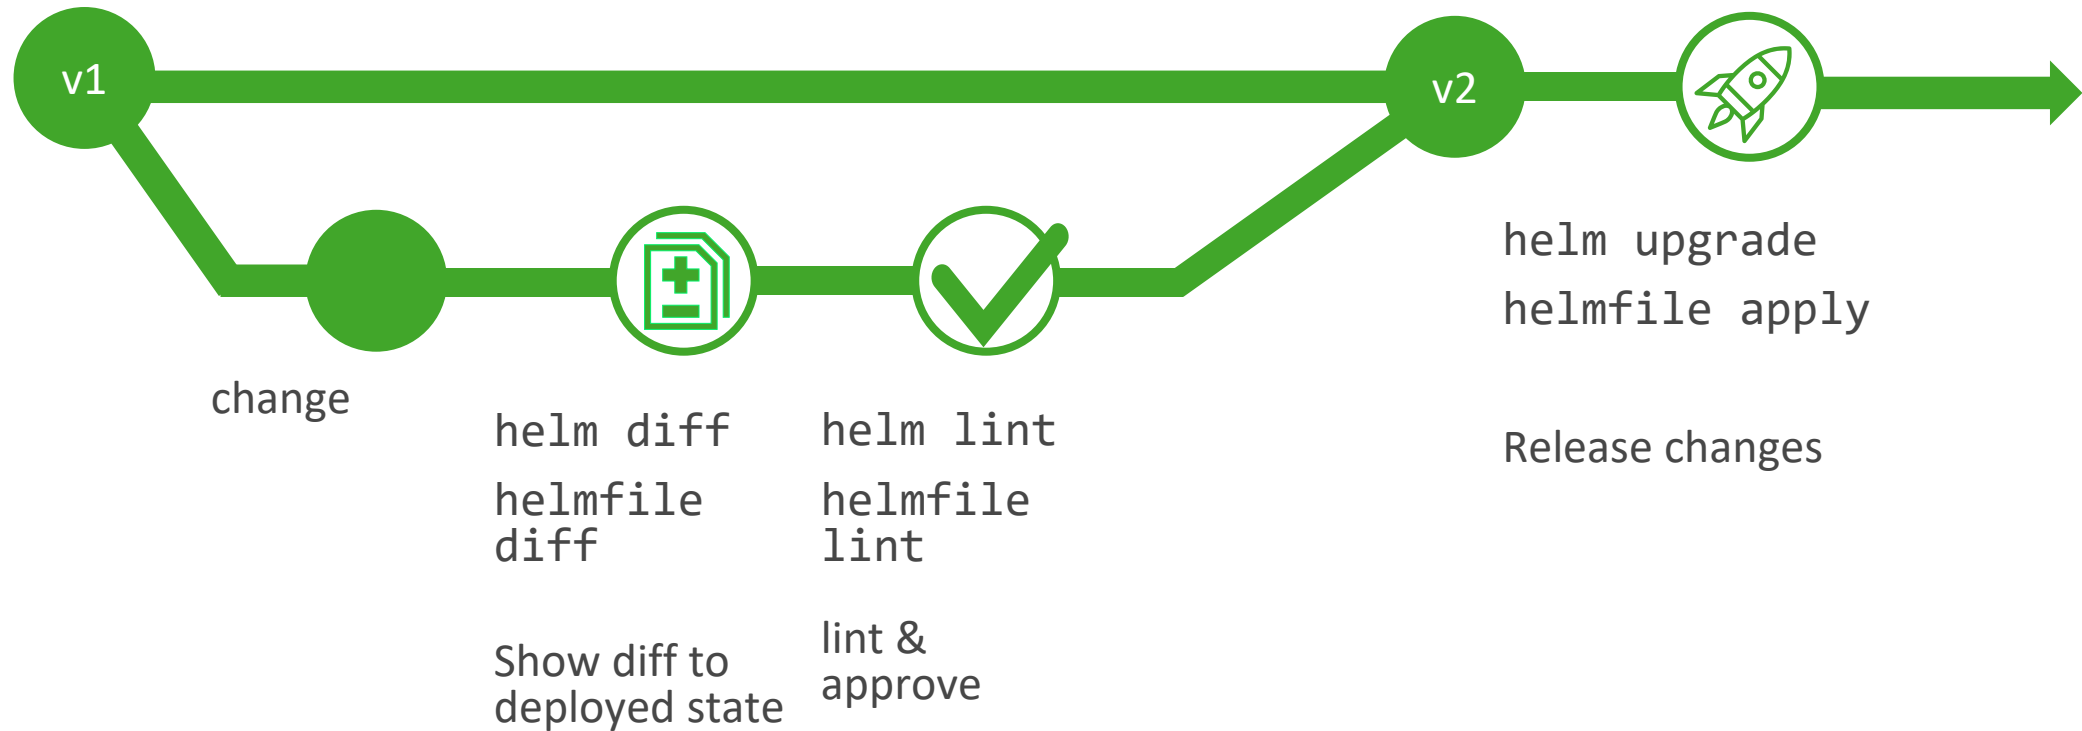 v1
v2
change
helm diff
helmfile
diff
Show diff to
deployed state
helm lint
helmfile
lint
lint &
approve
helm upgrade
helmfile apply
Release changes